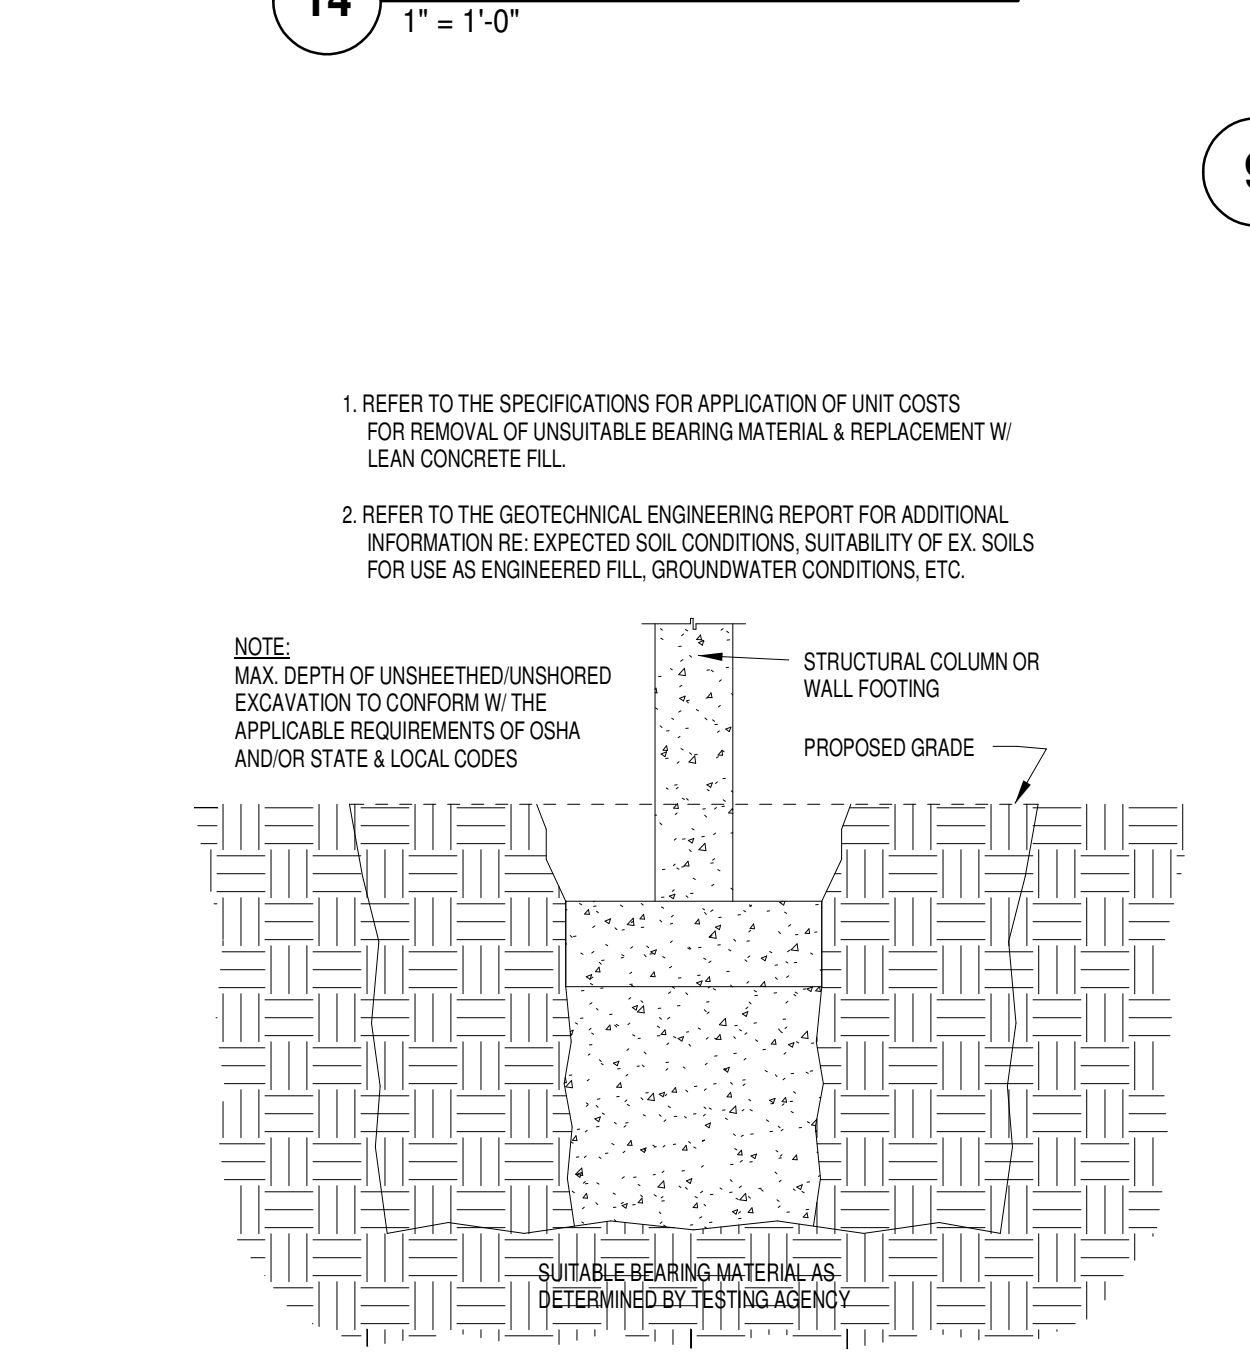 14
1" = 1'-0"
9
1. REFER TO THE SPECIFICATIONS FOR APPLICATION OF UNIT COSTS
FOR REMOVAL OF UNSUITABLE BEARING MATERIAL & REPLACEMENT W/
LEAN CONCRETE FILL.
2. REFER TO THE GEOTECHNICAL ENGINEERING REPORT FOR ADDITIONAL
INFORMATION RE: EXPECTED SOIL CONDITIONS, SUITABILITY OF EX. SOILS
FOR USE AS ENGINEERED FILL, GROUNDWATER CONDITIONS, ETC.
NOTE:
MAX. DEPTH OF UNSHEETHED/UNSHORED
EXCAVATION TO CONFORM W/ THE
APPLICABLE REQUIREMENTS OF OSHA
AND/OR STATE & LOCAL CODES
STRUCTURAL COLUMN OR
WALL FOOTING
PROPOSED GRADE
SUITABLE BEARING MATERIAL AS
DETERMINED BY TESTING AGENCY